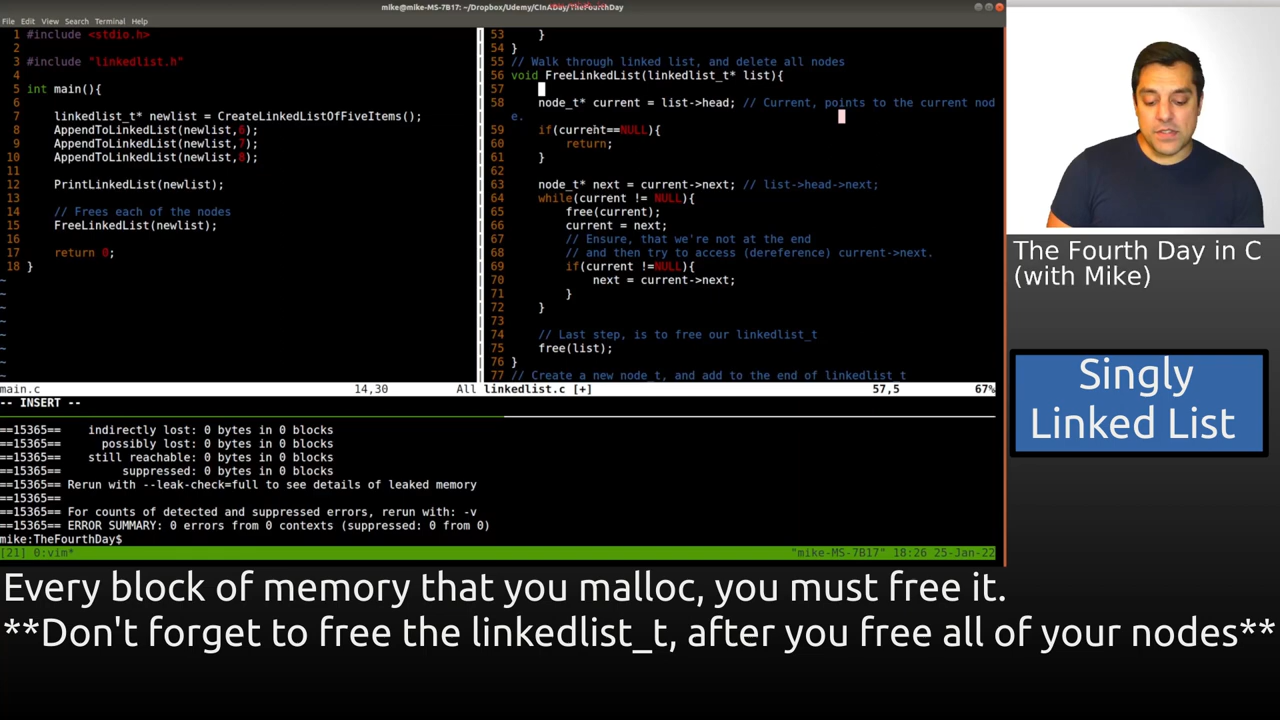 mike@mike-MS-7B17: ~/Dropbox/Udemy/CInADay/TheFourthDay
File Edit View Search Terminal Help
1 #include <stdio.h>
2
3 #include "linkedlist.h"
4
5 int main(){
6
7 linkedlist_t* newlist = CreateLinkedListOfFiveItems();
8 AppendToLinkedList(newlist,6);
9 AppendToLinkedList(newlist,7);
10 AppendToLinkedList(newlist,8);
11
12 PrintLinkedList(newlist);
13
14 // Frees each of the nodes
15 FreeLinkedList(newlist);
16
17 return 0;
18 }
~
~
~
~
~
~
~
~
main.c 14,30 All
53 }
54 }
55 // Walk through linked list, and delete all nodes
56 void FreeLinkedList(linkedlist_t* list){
57
58 node_t* current = list->head; // Current, points to the current nod
e.
59 if(current==NULL){
60 return;
61 }
62
63 node_t* next = current->next; // list->head->next;
64 while(current != NULL){
65 free(current);
66 current = next;
67 // Ensure, that we're not at the end
68 // and then try to access (dereference) current->next.
69 if(current !=NULL){
70 next = current->next;
71 }
72 }
73
74 // Last step, is to free our linkedlist_t
75 free(list);
76 }
77 // Create a new node_t, and add to the end of linkedlist_t
linkedlist.c [+] 57,5 67%
-- INSERT --
==15365== indirectly lost: 0 bytes in 0 blocks
==15365== possibly lost: 0 bytes in 0 blocks
==15365== still reachable: 0 bytes in 0 blocks
==15365== suppressed: 0 bytes in 0 blocks
==15365== Rerun with --leak-check=full to see details of leaked memory
==15365==
==15365== For counts of detected and suppressed errors, rerun with: -v
==15365== ERROR SUMMARY: 0 errors from 0 contexts (suppressed: 0 from 0)
mike:TheFourthDay$
[21] 0:vim* "mike-MS-7B17" 18:26 25-Jan-22
The Fourth Day in C
(with Mike)
Singly
Linked List
Every block of memory that you malloc, you must free it.
**Don't forget to free the linkedlist_t, after you free all of your nodes**